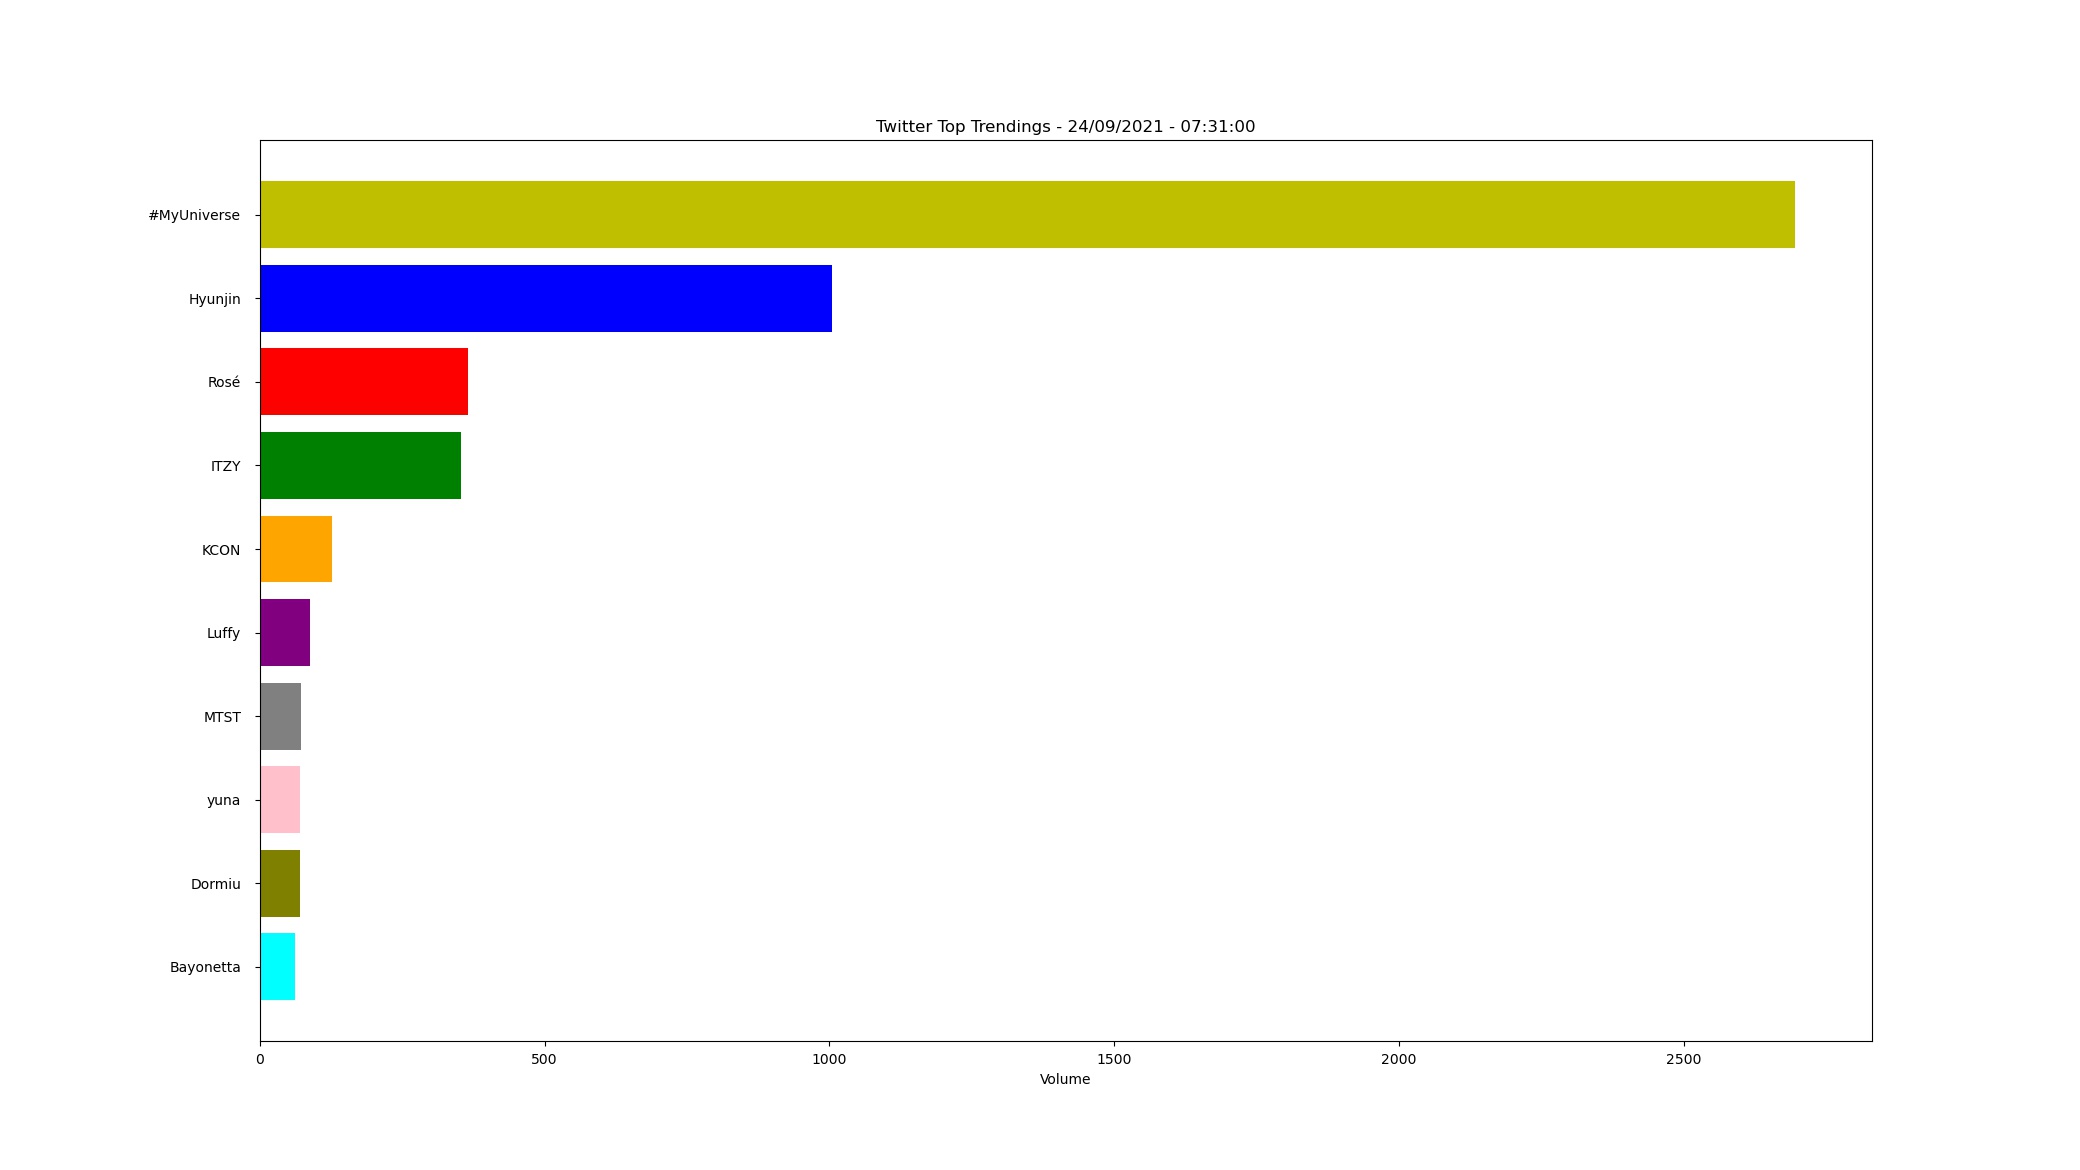 Twitter Top Trendings - 24/09/2021 - 07:31:00
#MyUniverse
Hyunjin
Rosé
ITZY
KCON
Luffy
MTST
yuna
Dormiu
Bayonetta
0 500 1000 1500 2000 2500
Volume